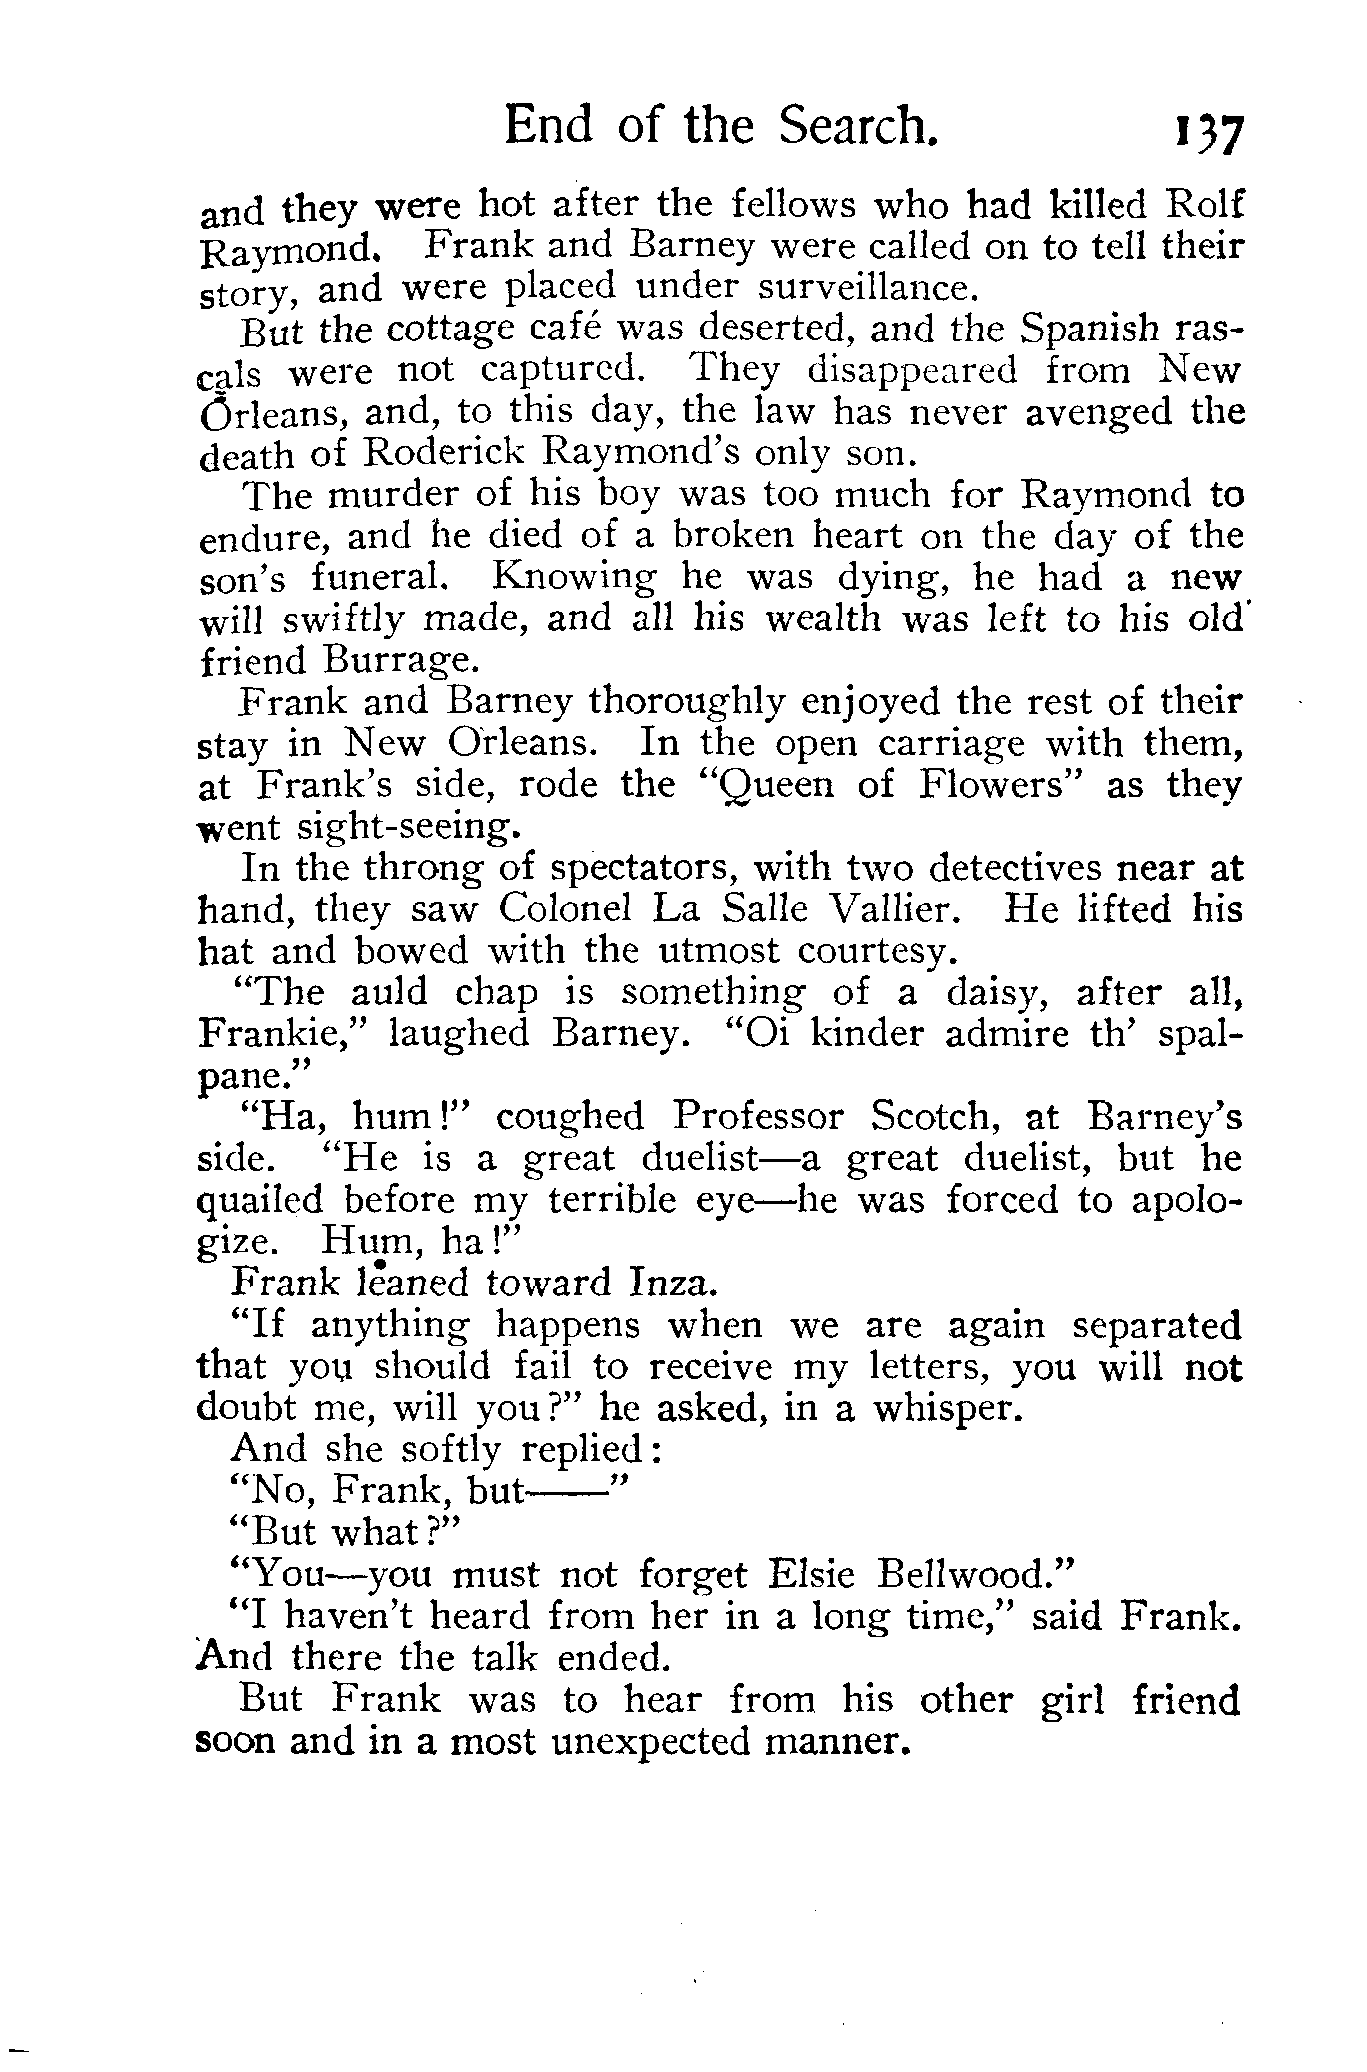 End of the Search. 137
and they were hot after the fellows who had killed Rolf
Raymond. Frank and Barney were called on to tell their
story, and were placed under surveillance.
But the cottage café was deserted, and the Spanish ras-
cals were not captured. They disappeared from New
Orleans, and, to this day, the law has never avenged the
death of Roderick Raymond's only son.
The murder of his boy was too much for Raymond to
endure, and he died of a broken heart on the day of the
son's funeral. Knowing he was dying, he had a new
will swiftly made, and all his wealth was left to his old
friend Burrage.
Frank and Barney thoroughly enjoyed the rest of their
stay in New Orleans. In the open carriage with them,
at Frank's side, rode the "Queen of Flowers" as they
went sight-seeing.
In the throng of spectators, with two detectives near at
hand, they saw Colonel La Salle Vallier. He lifted his
hat and bowed with the utmost courtesy.
"The auld chap is something of a daisy, after all,
Frankie," laughed Barney. "Oi kinder admire th' spal-
pane."
"Ha, hum!" coughed Professor Scotch, at Barney's
side. "He is a great duelist—a great duelist, but he
quailed before my terrible eye—he was forced to apolo-
gize. Hum, ha!"
Frank leaned toward Inza.
"If anything happens when we are again separated
that you should fail to receive my letters, you will not
doubt me, will you?" he asked, in a whisper.
And she softly replied:
"No, Frank, but——"
"But what?"
"You—you must not forget Elsie Bellwood."
"I haven't heard from her in a long time," said Frank.
And there the talk ended.
But Frank was to hear from his other girl friend
soon and in a most unexpected manner.